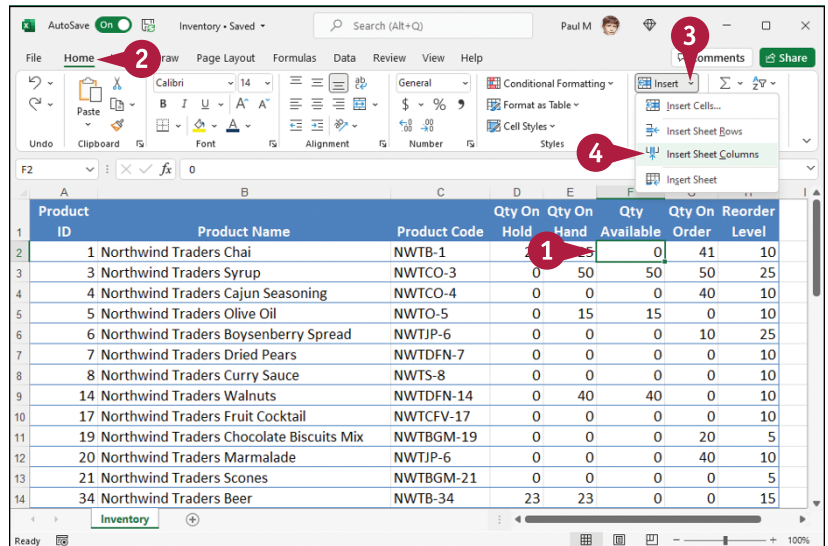 AutoSave On Inventory • Saved Search (Alt+Q) Paul M
File Home Page Layout Formulas Data Review View Help Share
2
3
Calibri 14 General Conditional Formatting Insert
Paste B I U A A A $ % 9 Format as Table
Cell Styles
Undo Clipboard Font Alignment Number Styles
Insert Cells...
Insert Sheet Rows
4 Insert Sheet Columns
Insert Sheet
F2 fx 0
A B C D E F H I
1 Product ID Product Name Product Code Qty On Hold Qty On Hand Qty Available Qty On Order Reorder Level
2 1 Northwind Traders Chai NWTB-1 1 0 41 10
3 3 Northwind Traders Syrup NWTCO-3 0 50 50 50 25
4 4 Northwind Traders Cajun Seasoning NWTCO-4 0 0 0 40 10
5 5 Northwind Traders Olive Oil NWTO-5 0 15 15 0 10
6 6 Northwind Traders Boysenberry Spread NWTJP-6 0 0 0 10 25
7 7 Northwind Traders Dried Pears NWTDFN-7 0 0 0 0 10
8 8 Northwind Traders Curry Sauce NWTS-8 0 0 0 0 10
9 14 Northwind Traders Walnuts NWTDFN-14 0 40 40 0 10
10 17 Northwind Traders Fruit Cocktail NWTCFV-17 0 0 0 0 10
11 19 Northwind Traders Chocolate Biscuits Mix NWTBGM-19 0 0 0 20 5
12 20 Northwind Traders Marmalade NWTJP-6 0 0 0 40 10
13 21 Northwind Traders Scones NWTBGM-21 0 0 0 0 5
14 34 Northwind Traders Beer NWTB-34 23 23 0 0 15
Inventory
Ready 100%